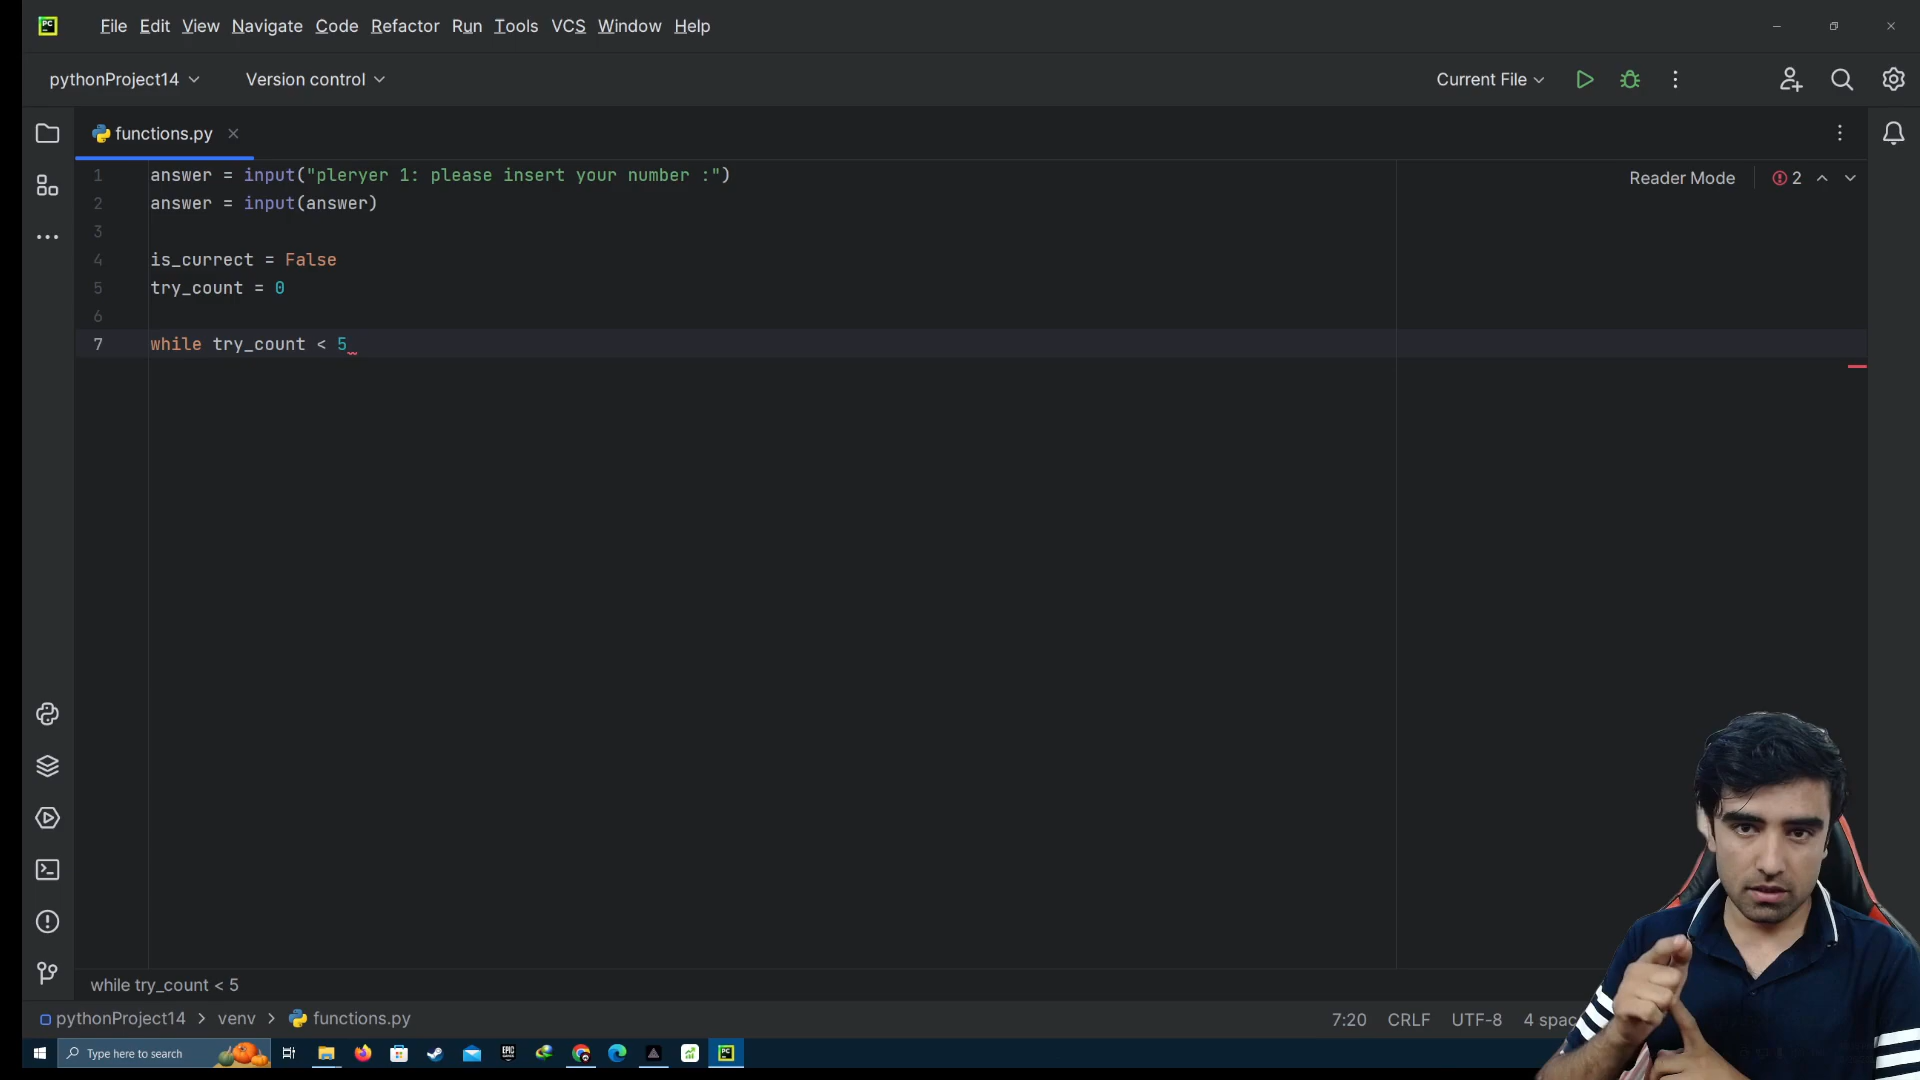 File Edit View Navigate Code Refactor Run Tools VCS Window Help
pythonProject14 Version control Current File
functions.py
1 answer = input("pleryer 1: please insert your number :")
Reader Mode 2
2 answer = input(answer)
3
4 is_currect = False
5 try_count = 0
6
7 while try_count < 5
while try_count < 5
pythonProject14 > venv > functions.py 7:20 CRLF UTF-8 4 spac
Type here to search